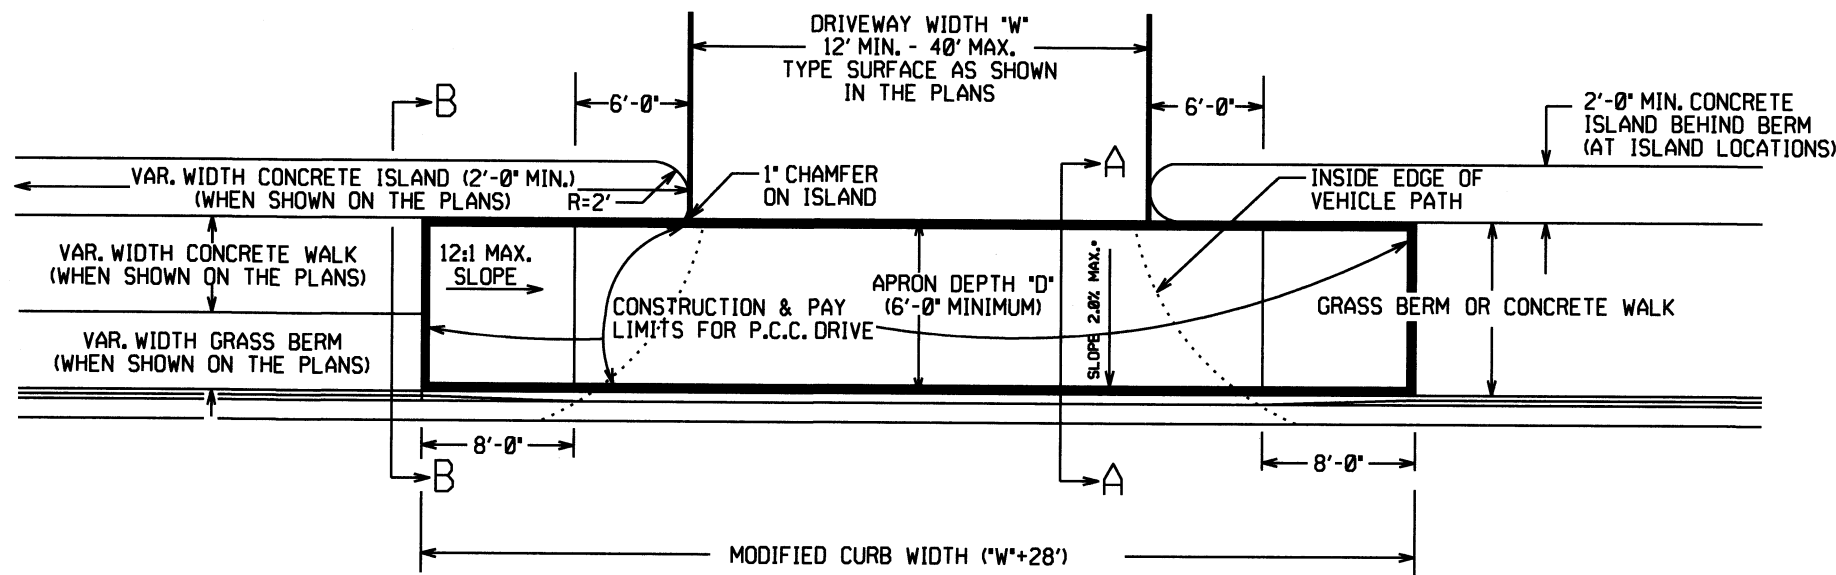 DRIVEWAY WIDTH "W"
12' MIN. - 40' MAX.
TYPE SURFACE AS SHOWN
IN THE PLANS
B
6'-0"
6'-0"
2'-0" MIN. CONCRETE
ISLAND BEHIND BERM
(AT ISLAND LOCATIONS)
A
VAR. WIDTH CONCRETE ISLAND (2'-0" MIN.)
(WHEN SHOWN ON THE PLANS)
R=2'
1" CHAMFER
ON ISLAND
INSIDE EDGE OF
VEHICLE PATH
VAR. WIDTH CONCRETE WALK
(WHEN SHOWN ON THE PLANS)
12:1 MAX.
SLOPE
CONSTRUCTION & PAY
LIMITS FOR P.C.C. DRIVE
APRON DEPTH "D"
(6'-0" MINIMUM)
SLOPE 2.0% MAX.*
GRASS BERM OR CONCRETE WALK
VAR. WIDTH GRASS BERM
(WHEN SHOWN ON THE PLANS)
8'-0"
8'-0"
B
A
MODIFIED CURB WIDTH ("W"+28')